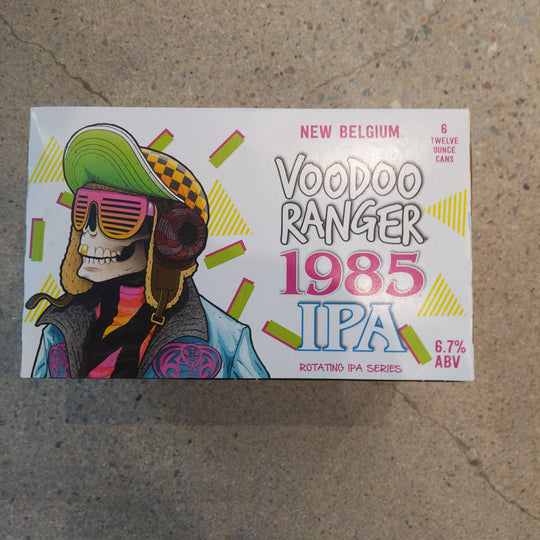 NEW BELGIUM
6
TWELVE
OUNCE
CANS
VOODOO
RANGER
1985
IPA
ROTATING IPA SERIES
6.7%
ABV